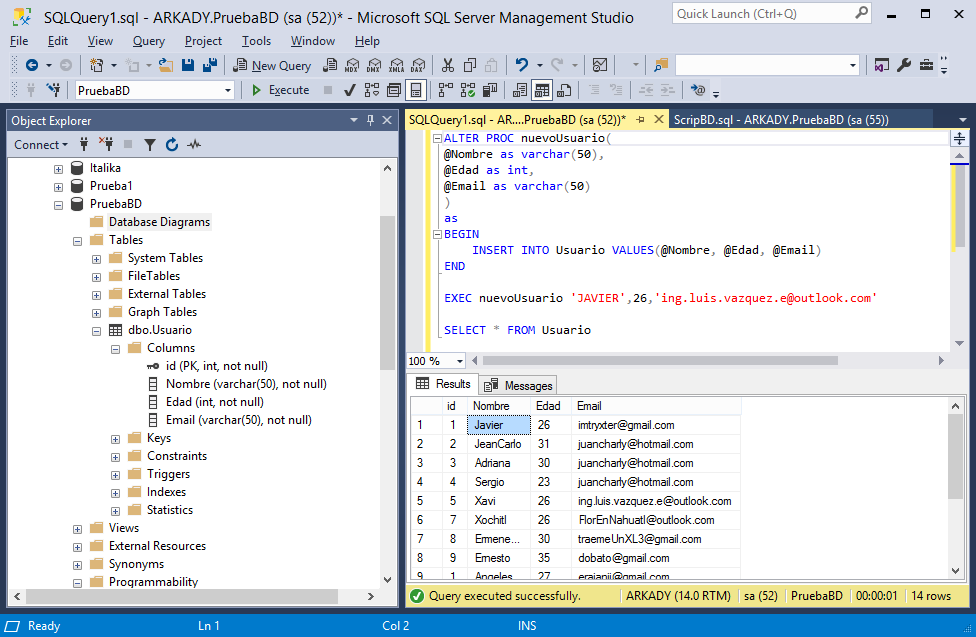 SQLQuery1.sql - ARKADY.PruebaBD (sa (52))* - Microsoft SQL Server Management Studio
Quick Launch (Ctrl+Q)
File Edit View Query Project Tools Window Help
New Query MDX DMX XMLA DAX
PruebaBD Execute
Object Explorer
Connect
Italika
Prueba1
PruebaBD
Database Diagrams
Tables
System Tables
FileTables
External Tables
Graph Tables
dbo.Usuario
Columns
id (PK, int, not null)
Nombre (varchar(50), not null)
Edad (int, not null)
Email (varchar(50), not null)
Keys
Constraints
Triggers
Indexes
Statistics
Views
External Resources
Synonyms
Programmability
SQLQuery1.sql - AR....PruebaBD (sa (52))* ScripBD.sql - ARKADY.PruebaBD (sa (55))
ALTER PROC nuevoUsuario(
@Nombre as varchar(50),
@Edad as int,
@Email as varchar(50)
)
as
BEGIN
INSERT INTO Usuario VALUES(@Nombre, @Edad, @Email)
END
EXEC nuevoUsuario 'JAVIER',26,'ing.luis.vazquez.e@outlook.com'
SELECT * FROM Usuario
100 %
Results Messages
id Nombre Edad Email
1 1 Javier 26 imtryxter@gmail.com
2 2 JeanCarlo 31 juancharly@hotmail.com
3 3 Adriana 30 juancharly@hotmail.com
4 4 Sergio 23 juancharly@hotmail.com
5 5 Xavi 26 ing.luis.vazquez.e@outlook.com
6 7 Xochitl 26 FlorEnNahuatl@outlook.com
7 8 Emene... 30 traemeUnXL3@gmail.com
8 9 Ernesto 35 dobato@gmail.com
9 1 Angeles 27
Query executed successfully. ARKADY (14.0 RTM) sa (52) PruebaBD 00:00:01 14 rows
Ready Ln 1 Col 2 INS